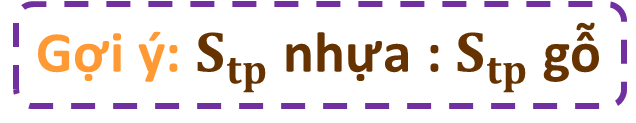 Gợi ý: Stp nhựa : Stp gỗ